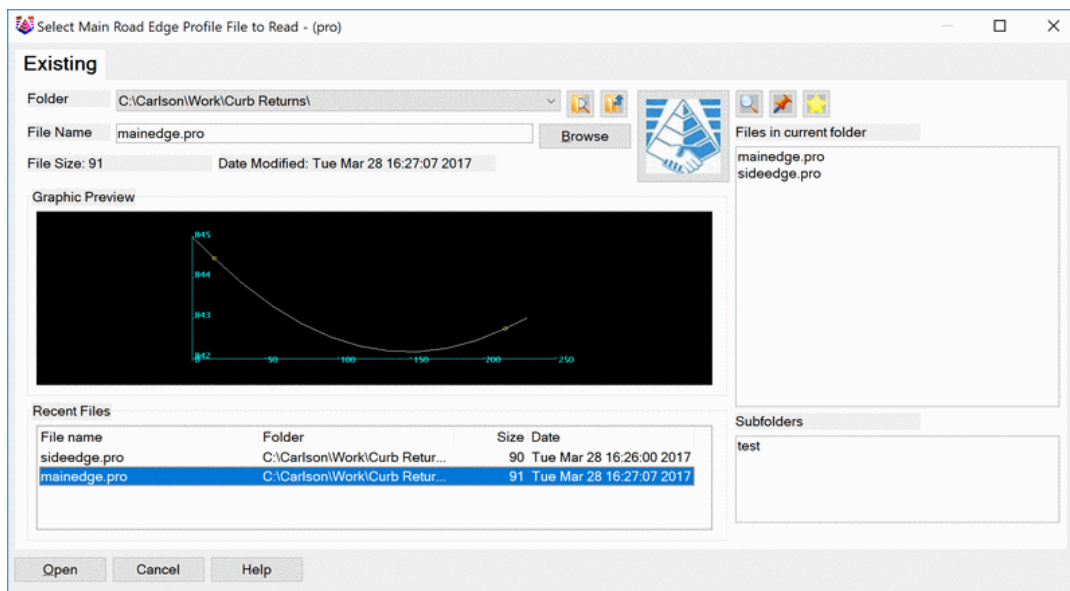 Select Main Road Edge Profile File to Read - (pro)
Existing
Folder
C:\Carlson\Work\Curb Returns\
File Name
mainedge.pro
Browse
File Size: 91
Date Modified: Tue Mar 28 16:27:07 2017
Files in current folder
mainedge.pro
sideedge.pro
Graphic Preview
845
844
843
842
0 50 100 150 200 250
Recent Files
File name Folder Size Date
sideedge.pro C:\Carlson\Work\Curb Retur... 90 Tue Mar 28 16:26:00 2017
mainedge.pro C:\Carlson\Work\Curb Retur... 91 Tue Mar 28 16:27:07 2017
Subfolders
test
Open Cancel Help